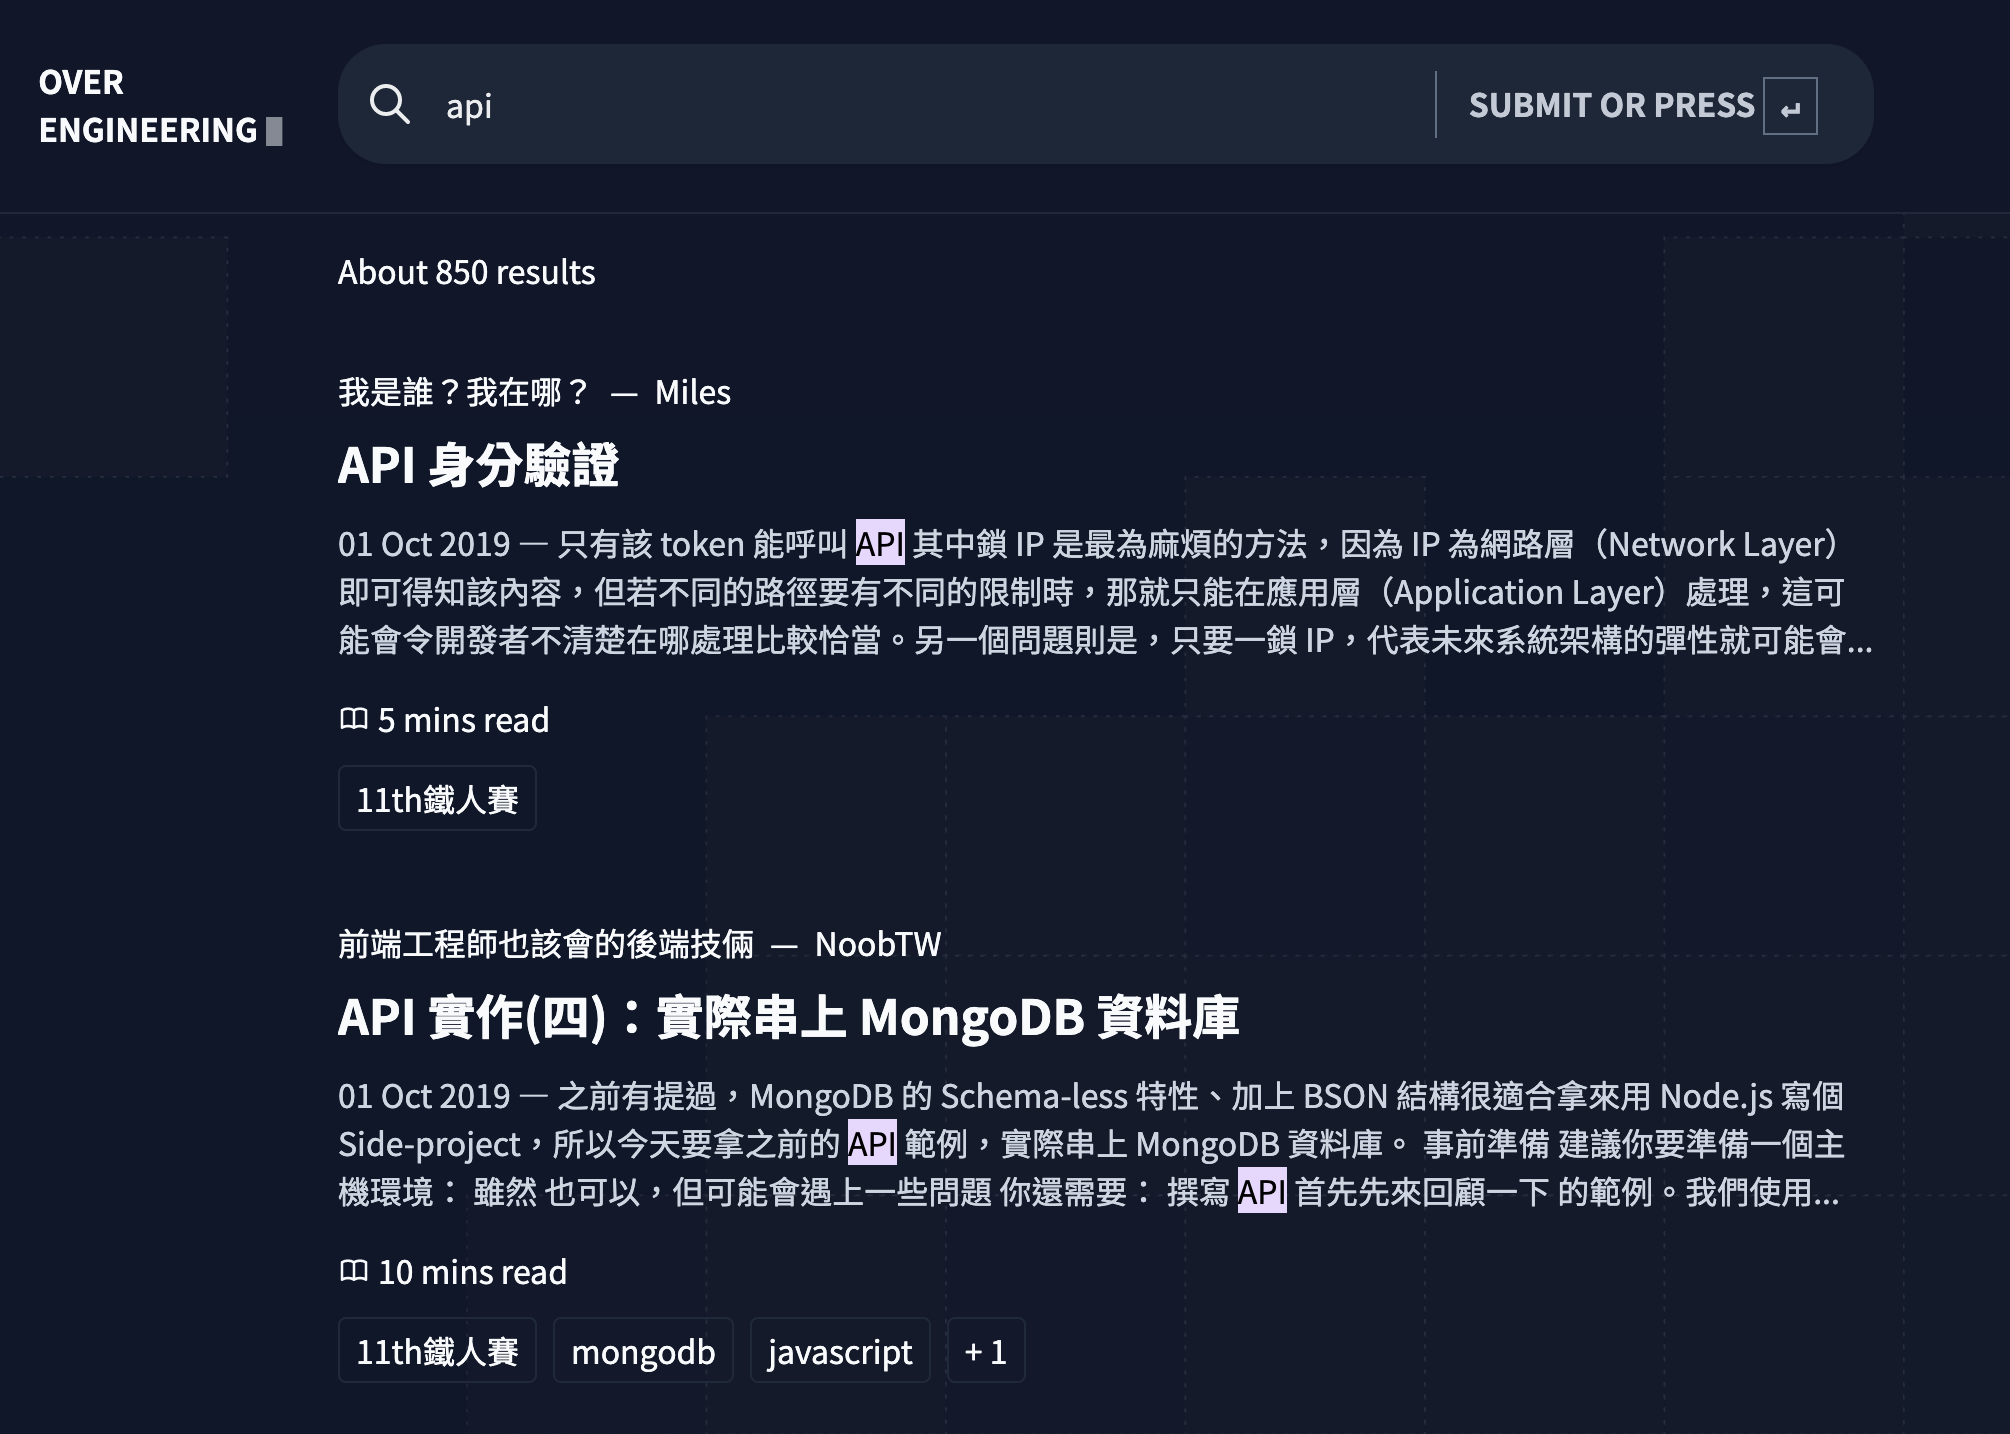 OVER
ENGINEERING
api
SUBMIT OR PRESS ↵
About 850 results
我是誰？我在哪？ — Miles
API 身分驗證
01 Oct 2019 — 只有該 token 能呼叫 API 其中鎖 IP 是最為麻煩的方法，因為 IP 為網路層（Network Layer）
即可得知該內容，但若不同的路徑要有不同的限制時，那就只能在應用層（Application Layer）處理，這可
能會令開發者不清楚在哪處理比較恰當。另一個問題則是，只要一鎖 IP，代表未來系統架構的彈性就可能會...
5 mins read
11th鐵人賽
前端工程師也該會的後端技倆 — NoobTW
API 實作(四)：實際串上 MongoDB 資料庫
01 Oct 2019 — 之前有提過，MongoDB 的 Schema-less 特性、加上 BSON 結構很適合拿來用 Node.js 寫個
Side-project，所以今天要拿之前的 API 範例，實際串上 MongoDB 資料庫。 事前準備 建議你要準備一個主
機環境： 雖然 也可以，但可能會遇上一些問題 你還需要： 撰寫 API 首先先來回顧一下 的範例。我們使用...
10 mins read
11th鐵人賽 mongodb javascript + 1